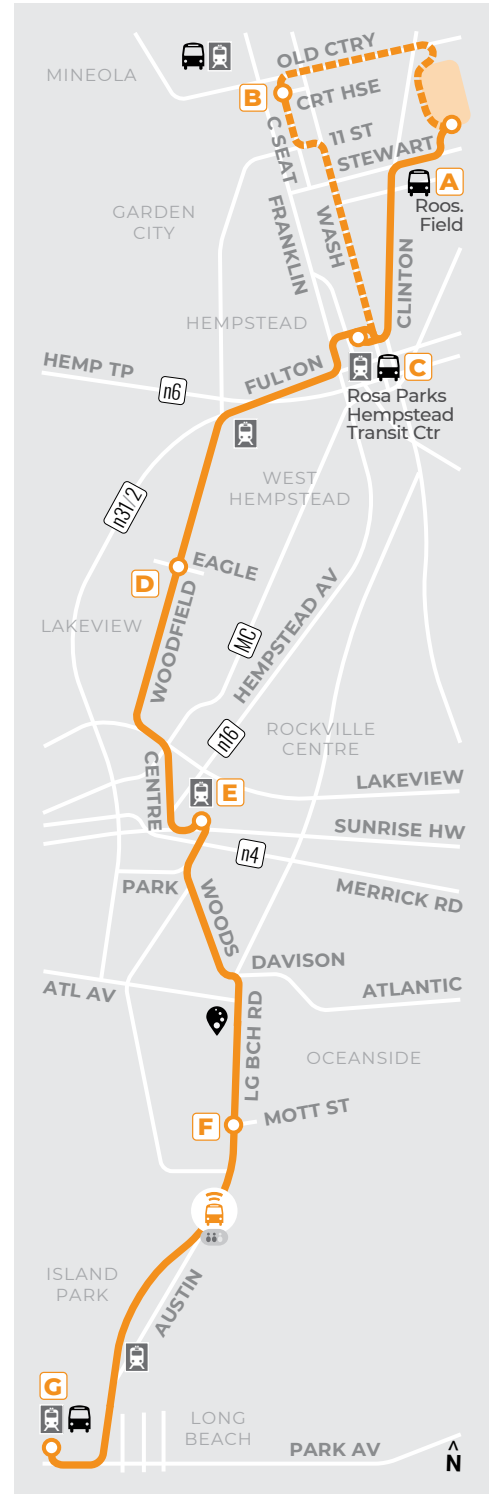 OLD CTRY
MINEOLA
B
CRT HSE
C SEAT
11 ST
STEWART
A
Roos.
Field
GARDEN
CITY
FRANKLIN
WASH
CLINTON
HEMPSTEAD
HEMP TP
n6
FULTON
C
Rosa Parks
Hempstead
Transit Ctr
WEST
HEMPSTEAD
n31/2
EAGLE
D
WOODFIELD
LAKEVIEW
MC
HEMPSTEAD AV
n16
ROCKVILLE
CENTRE
CENTRE
LAKEVIEW
E
SUNRISE HW
n4
PARK
WOODS
MERRICK RD
DAVISON
ATL AV
ATLANTIC
LG BCH RD
OCEANSIDE
F
MOTT ST
ISLAND
PARK
AUSTIN
G
LONG
BEACH
PARK AV
N